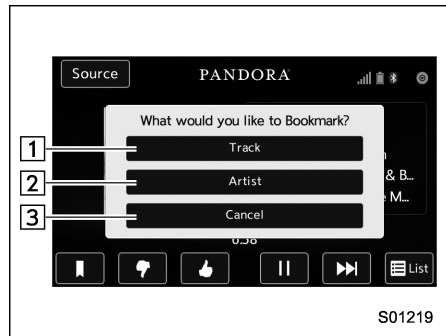 Source
PANDORA
What would you like to Bookmark?
1
Track
2
Artist
& B...
3
Cancel
M...
List
S01219